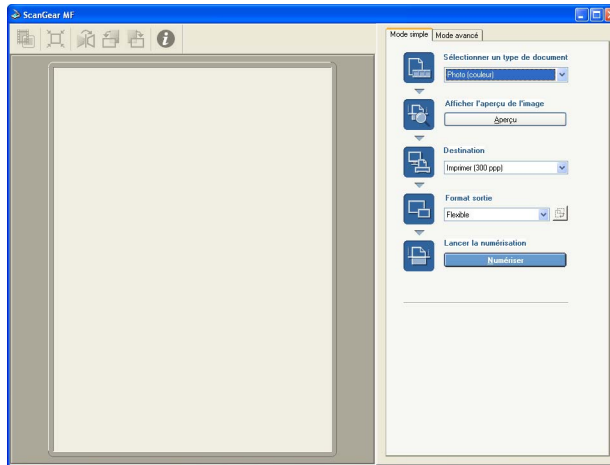 ScanGear MF
Mode simple
Mode avancé
Sélectionner un type de document
Photo (couleur)
Afficher l'aperçu de l'image
Aperçu
Destination
Imprimer (300 ppp)
Format sortie
Flexible
Lancer la numérisation
Numériser